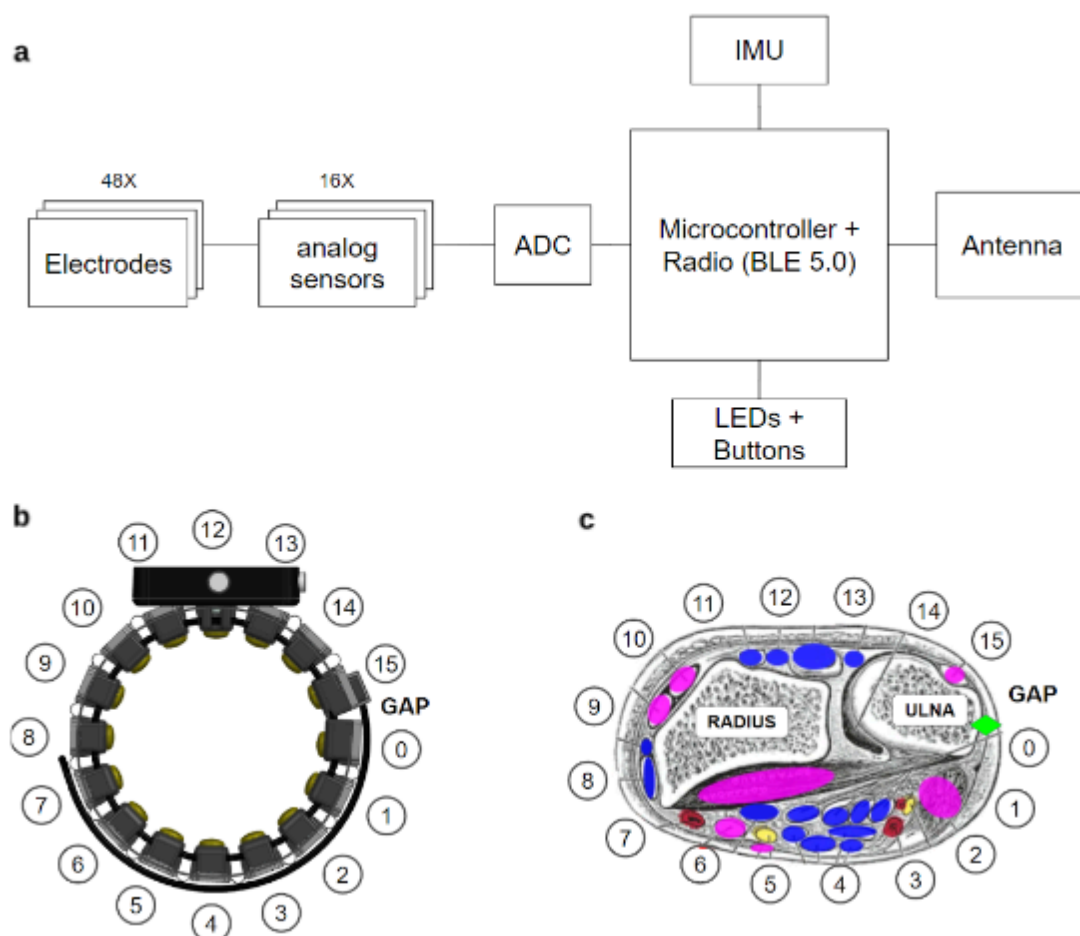 a
IMU
48X
16X
Electrodes
analog
sensors
ADC
Microcontroller +
Radio (BLE 5.0)
Antenna
LEDs +
Buttons
b
12
11
13
10
14
9
15
GAP
8
0
7
1
6
2
5
3
4
c
11
12
13
10
14
15
9
RADIUS
ULNA
GAP
0
8
1
7
2
6
5
4
3